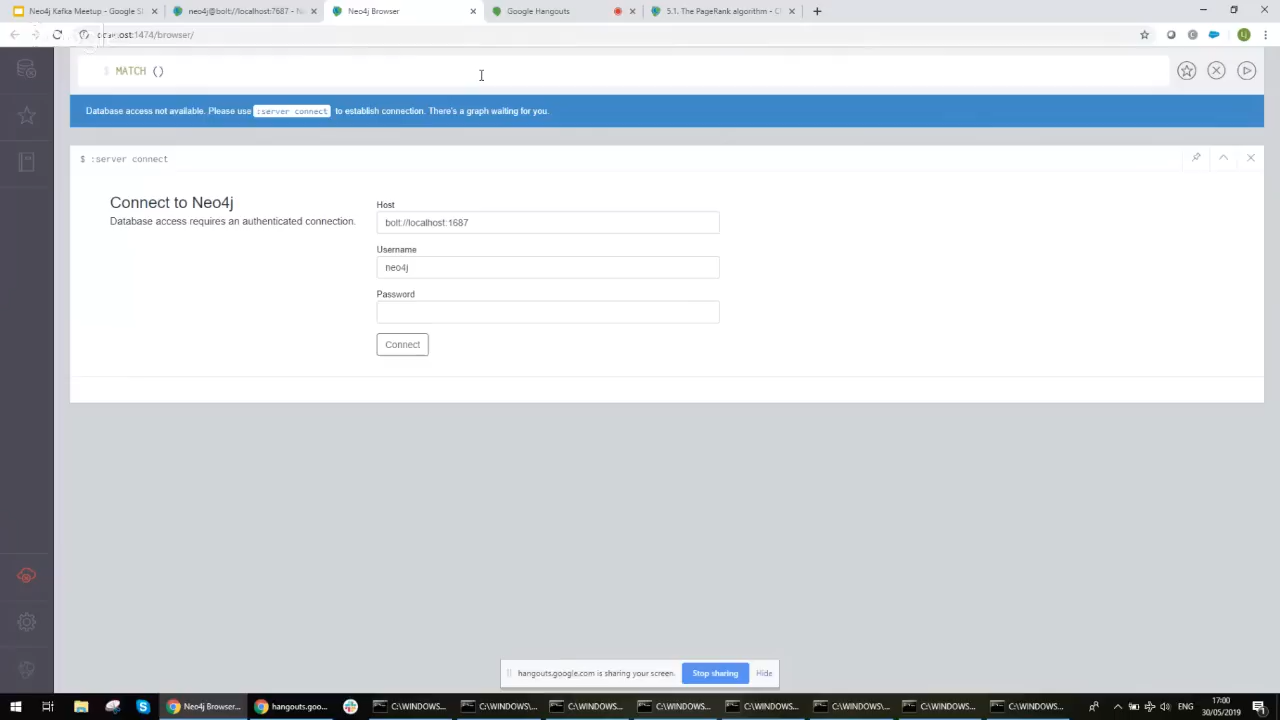 Neo4j Kafka Meetup - Google Sl
neo4j@bolt://localhost:7687 - N
Neo4j Browser
Google Hangouts
5.1. The PageRank algorithm - C
:1474/browser/
$ MATCH ()
Database access not available. Please use :server connect to establish connection. There's a graph waiting for you.
$ :server connect
Connect to Neo4j
Database access requires an authenticated connection.
Host
bolt://localhost:1687
Username
neo4j
Password
Connect
hangouts.google.com is sharing your screen.
Stop sharing
Hide
Neo4j Browser...
hangouts.goo...
C:\WINDOWS...
C:\WINDOWS...
C:\WINDOWS...
C:\WINDOWS...
C:\WINDOWS...
C:\WINDOWS...
C:\WINDOWS...
C:\WINDOWS...
ENG
17:00
30/05/2019